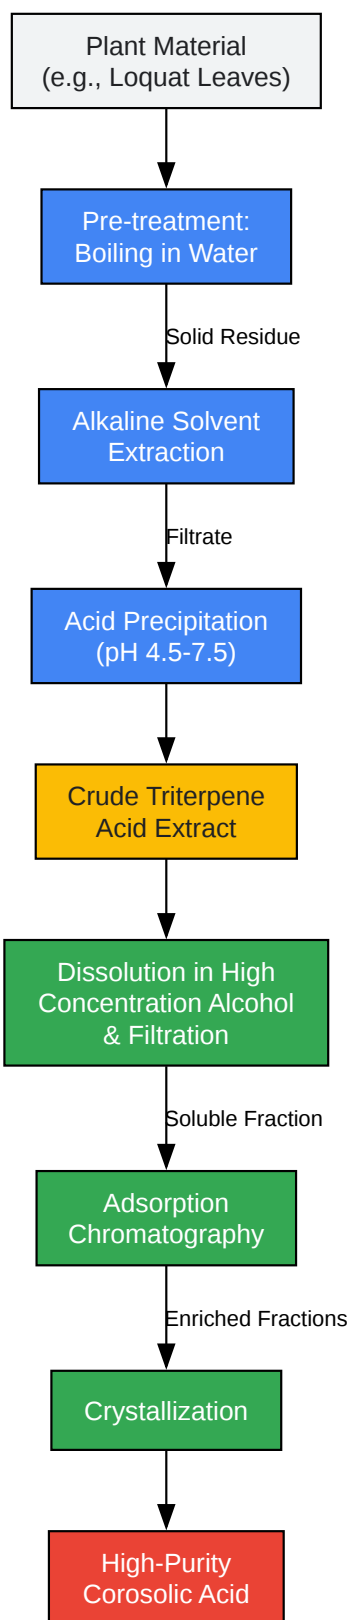 Plant Material
(e.g., Loquat Leaves)
Pre-treatment:
Boiling in Water
Solid Residue
Alkaline Solvent
Extraction
Filtrate
Acid Precipitation
(pH 4.5-7.5)
Crude Triterpene
Acid Extract
Dissolution in High
Concentration Alcohol
& Filtration
Soluble Fraction
Adsorption
Chromatography
Enriched Fractions
Crystallization
High-Purity
Corosolic Acid